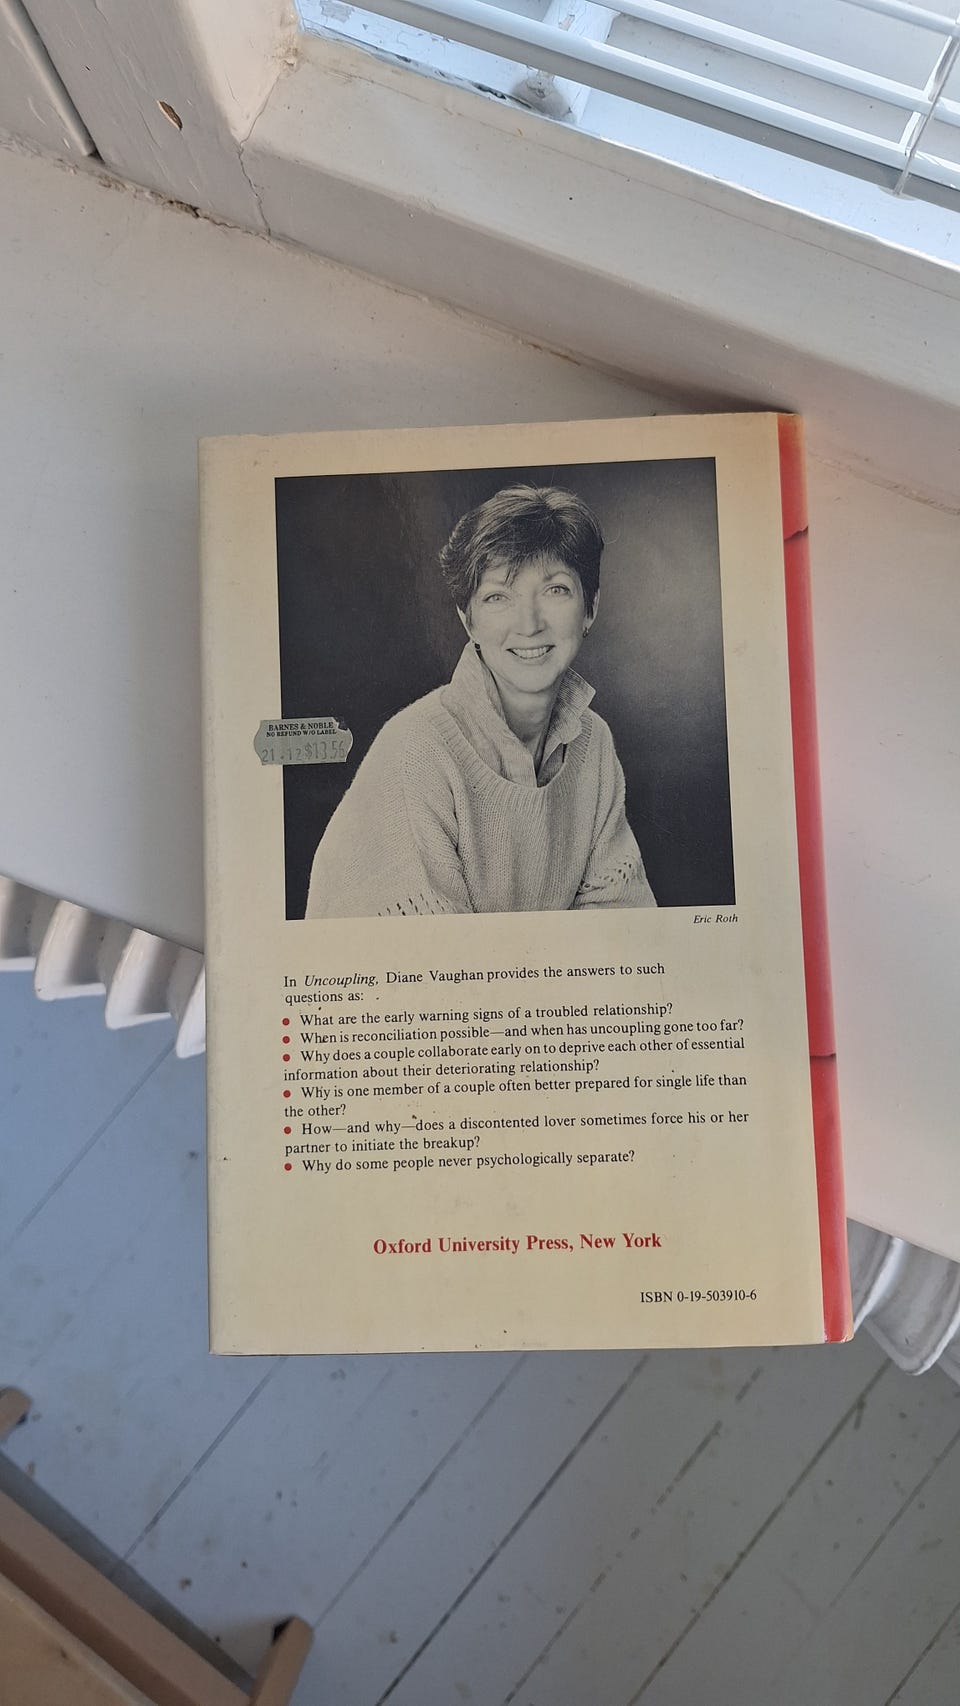 BARNES & NOBLE
NO REFUND W/O LABEL
21.12 $13.56
Eric Roth
In Uncoupling, Diane Vaughan provides the answers to such
questions as:
● What are the early warning signs of a troubled relationship?
● When is reconciliation possible—and when has uncoupling gone too far?
● Why does a couple collaborate early on to deprive each other of essential
information about their deteriorating relationship?
● Why is one member of a couple often better prepared for single life than
the other?
● How—and why—does a discontented lover sometimes force his or her
partner to initiate the breakup?
● Why do some people never psychologically separate?
Oxford University Press, New York
ISBN 0-19-503910-6